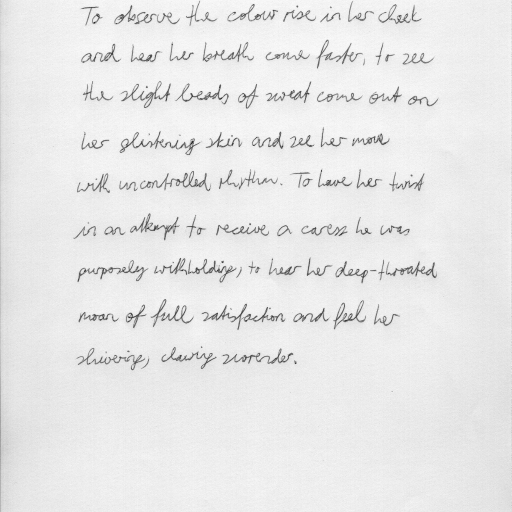 To observe the colour rise in her cheek
and hear her breath come faster, to see
the slight beads of sweat come out on
her glistening skin and see her move
with uncontrolled rhythm. To have her twist
in an attempt to receive a caress he was
purposely withholding, to hear her deep-throated
moan of full satisfaction and feel her
shivering, clawing surrender.